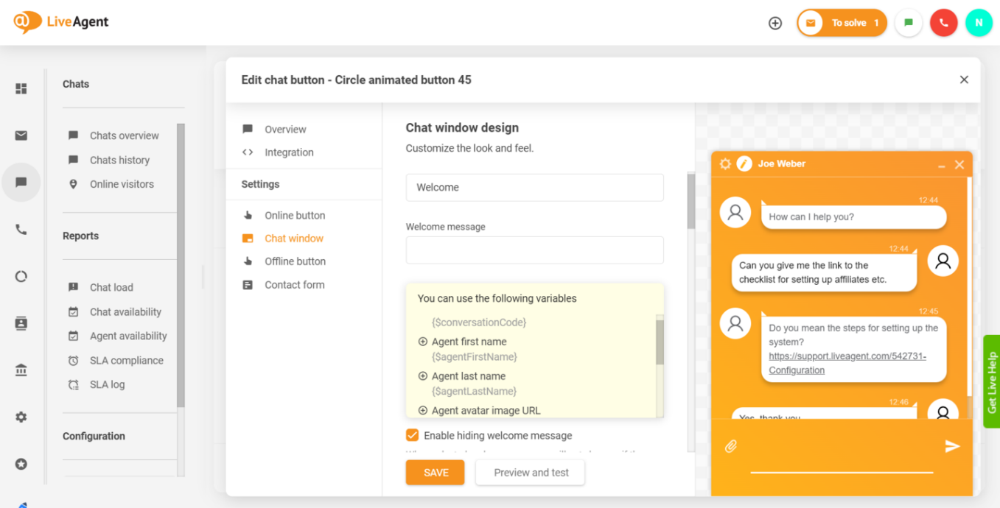 LiveAgent
To solve 1
N
Chats
Chats overview
Chats history
Online visitors
Reports
Chat load
Chat availability
Agent availability
SLA compliance
SLA log
Configuration
Edit chat button - Circle animated button 45
Overview
Integration
Settings
Online button
Chat window
Offline button
Contact form
Chat window design
Customize the look and feel.
Welcome
Welcome message
You can use the following variables
{$conversationCode}
Agent first name
{$agentFirstName}
Agent last name
{$agentLastName}
Agent avatar image URL
Enable hiding welcome message
SAVE
Preview and test
Joe Weber
12:44
How can I help you?
12:44
Can you give me the link to the
checklist for setting up affiliates etc.
12:45
Do you mean the steps for setting up the
system?
https://support.liveagent.com/542731-
Configuration
12:46
Yes, thank you
Get Live Help